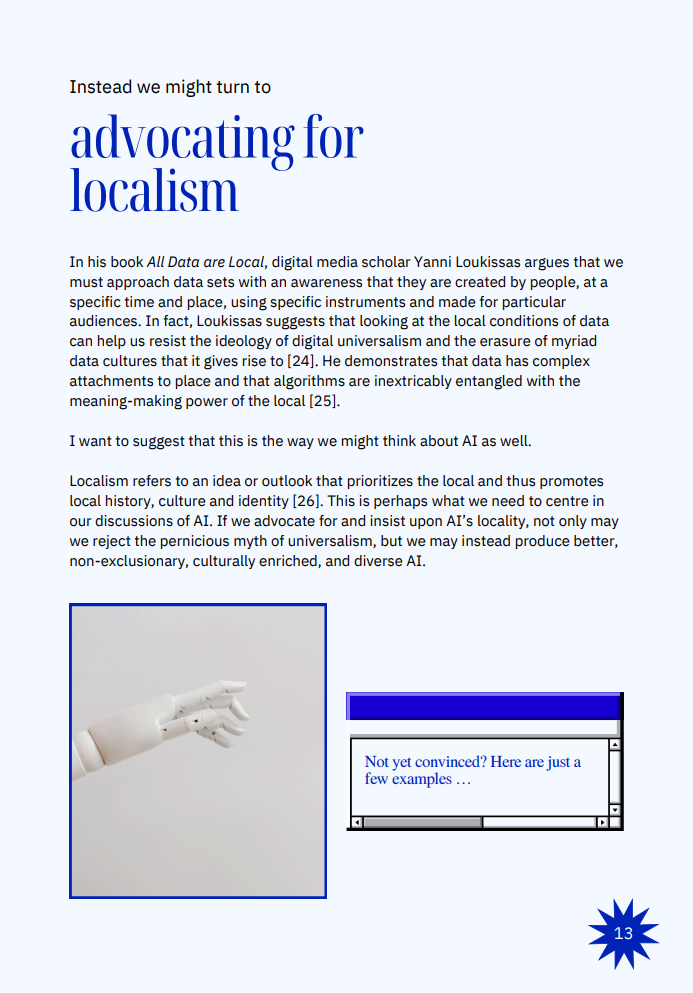 Instead we might turn to
advocating for
localism
In his book All Data are Local, digital media scholar Yanni Loukissas argues that we
must approach data sets with an awareness that they are created by people, at a
specific time and place, using specific instruments and made for particular
audiences. In fact, Loukissas suggests that looking at the local conditions of data
can help us resist the ideology of digital universalism and the erasure of myriad
data cultures that it gives rise to [24]. He demonstrates that data has complex
attachments to place and that algorithms are inextricably entangled with the
meaning-making power of the local [25].
I want to suggest that this is the way we might think about AI as well.
Localism refers to an idea or outlook that prioritizes the local and thus promotes
local history, culture and identity [26]. This is perhaps what we need to centre in
our discussions of AI. If we advocate for and insist upon AI’s locality, not only may
we reject the pernicious myth of universalism, but we may instead produce better,
non-exclusionary, culturally enriched, and diverse AI.
Not yet convinced? Here are just a
few examples …
13